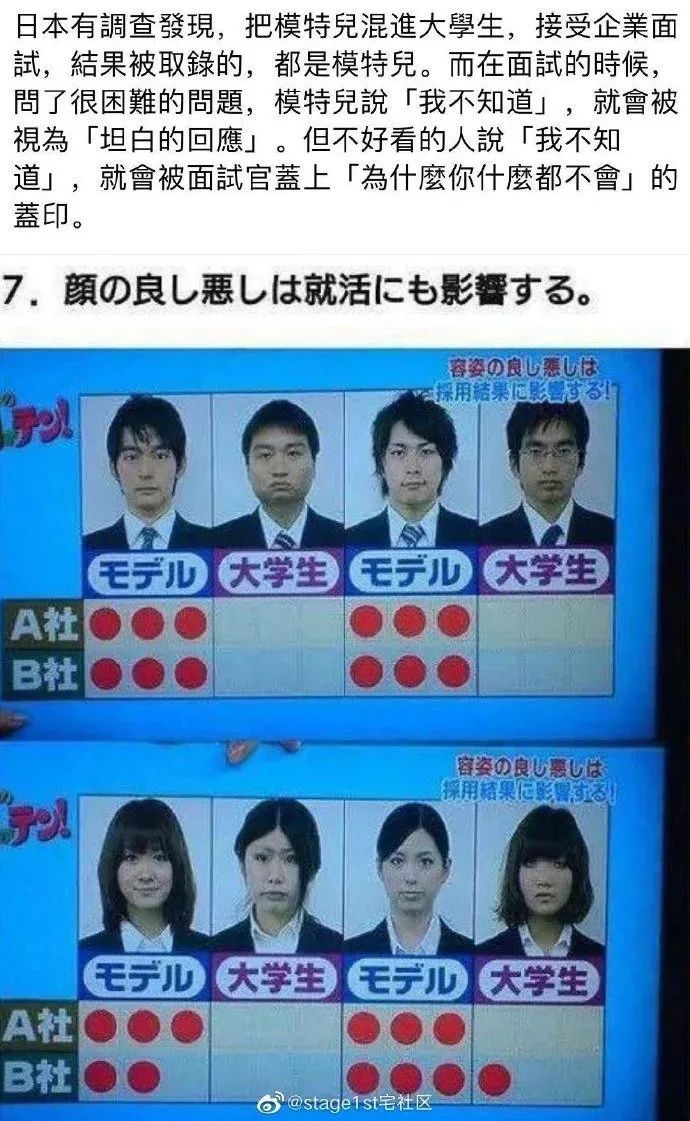 日本有調查發現，把模特兒混進大學生，接受企業面
試，結果被取錄的，都是模特兒。而在面試的時候，
問了很困難的問題，模特兒說「我不知道」，就會被
視為「坦白的回應」。但不好看的人說「我不知
道」，就會被面試官蓋上「為什麼你什麼都不會」的
蓋印。
7．顔の良し悪しは就活にも影響する。
容姿の良し悪しは
採用結果に影響する!
の
テン!
モデル 大学生 モデル 大学生
A社
B社
容姿の良し悪しは
採用結果に影響する!
の
テン!
モデル 大学生 モデル 大学生
A社
B社
@stage1st宅社区